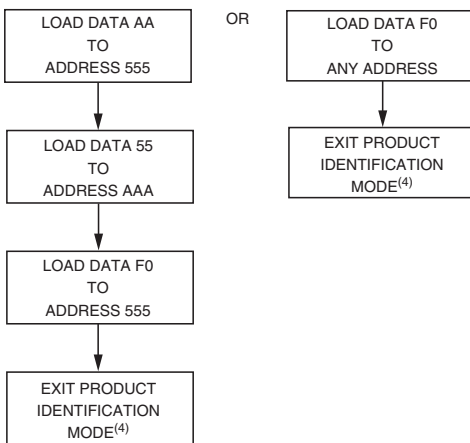 LOAD DATA AA
TO
ADDRESS 555
LOAD DATA 55
TO
ADDRESS AAA
LOAD DATA F0
TO
ADDRESS 555
EXIT PRODUCT
IDENTIFICATION
MODE(4)
OR
LOAD DATA F0
TO
ANY ADDRESS
EXIT PRODUCT
IDENTIFICATION
MODE(4)